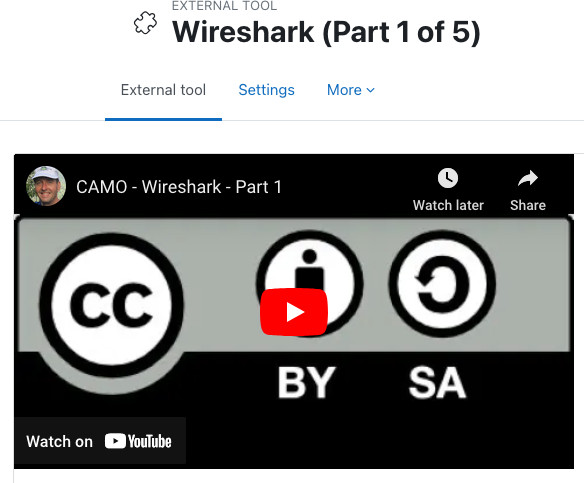 EXTERNAL TOOL
Wireshark (Part 1 of 5)
External tool Settings More
CAMO - Wireshark - Part 1
Watch later Share
CC
BY SA
Watch on YouTube